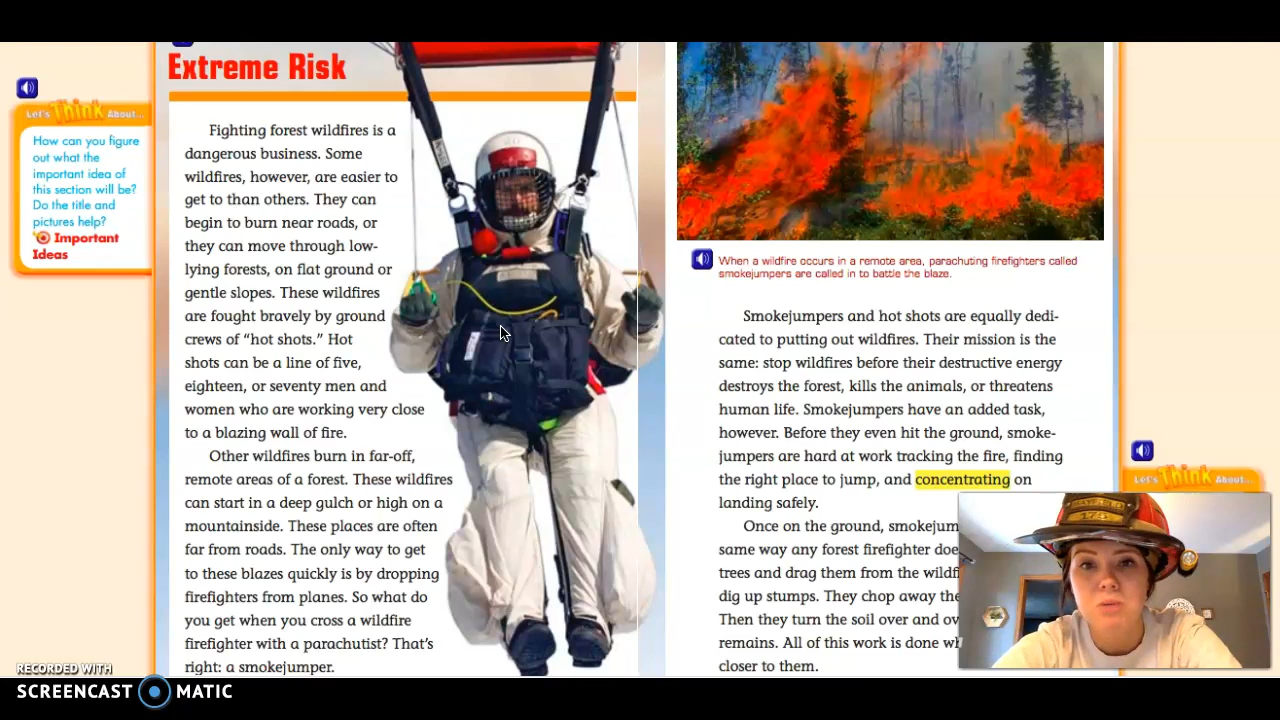 Extreme Risk
Let's Think About...
How can you figure
out what the
important idea of
this section will be?
Do the title and
pictures help?
Important
Ideas
Fighting forest wildfires is a
dangerous business. Some
wildfires, however, are easier to
get to than others. They can
begin to burn near roads, or
they can move through low-
lying forests, on flat ground or
gentle slopes. These wildfires
are fought bravely by ground
crews of “hot shots.” Hot
shots can be a line of five,
eighteen, or seventy men and
women who are working very close
to a blazing wall of fire.
Other wildfires burn in far-off,
remote areas of a forest. These wildfires
can start in a deep gulch or high on a
mountainside. These places are often
far from roads. The only way to get
to these blazes quickly is by dropping
firefighters from planes. So what do
you get when you cross a wildfire
firefighter with a parachutist? That’s
right: a smokejumper.
When a wildfire occurs in a remote area, parachuting firefighters called
smokejumpers are called in to battle the blaze.
Smokejumpers and hot shots are equally dedi-
cated to putting out wildfires. Their mission is the
same: stop wildfires before their destructive energy
destroys the forest, kills the animals, or threatens
human life. Smokejumpers have an added task,
however. Before they even hit the ground, smoke-
jumpers are hard at work tracking the fire, finding
the right place to jump, and concentrating on
landing safely.
Once on the ground, smokejum
same way any forest firefighter doe
trees and drag them from the wildf
dig up stumps. They chop away the
Then they turn the soil over and ov
remains. All of this work is done wh
closer to them.
Let's Think About...
175
RECORDED WITH
SCREENCAST MATIC